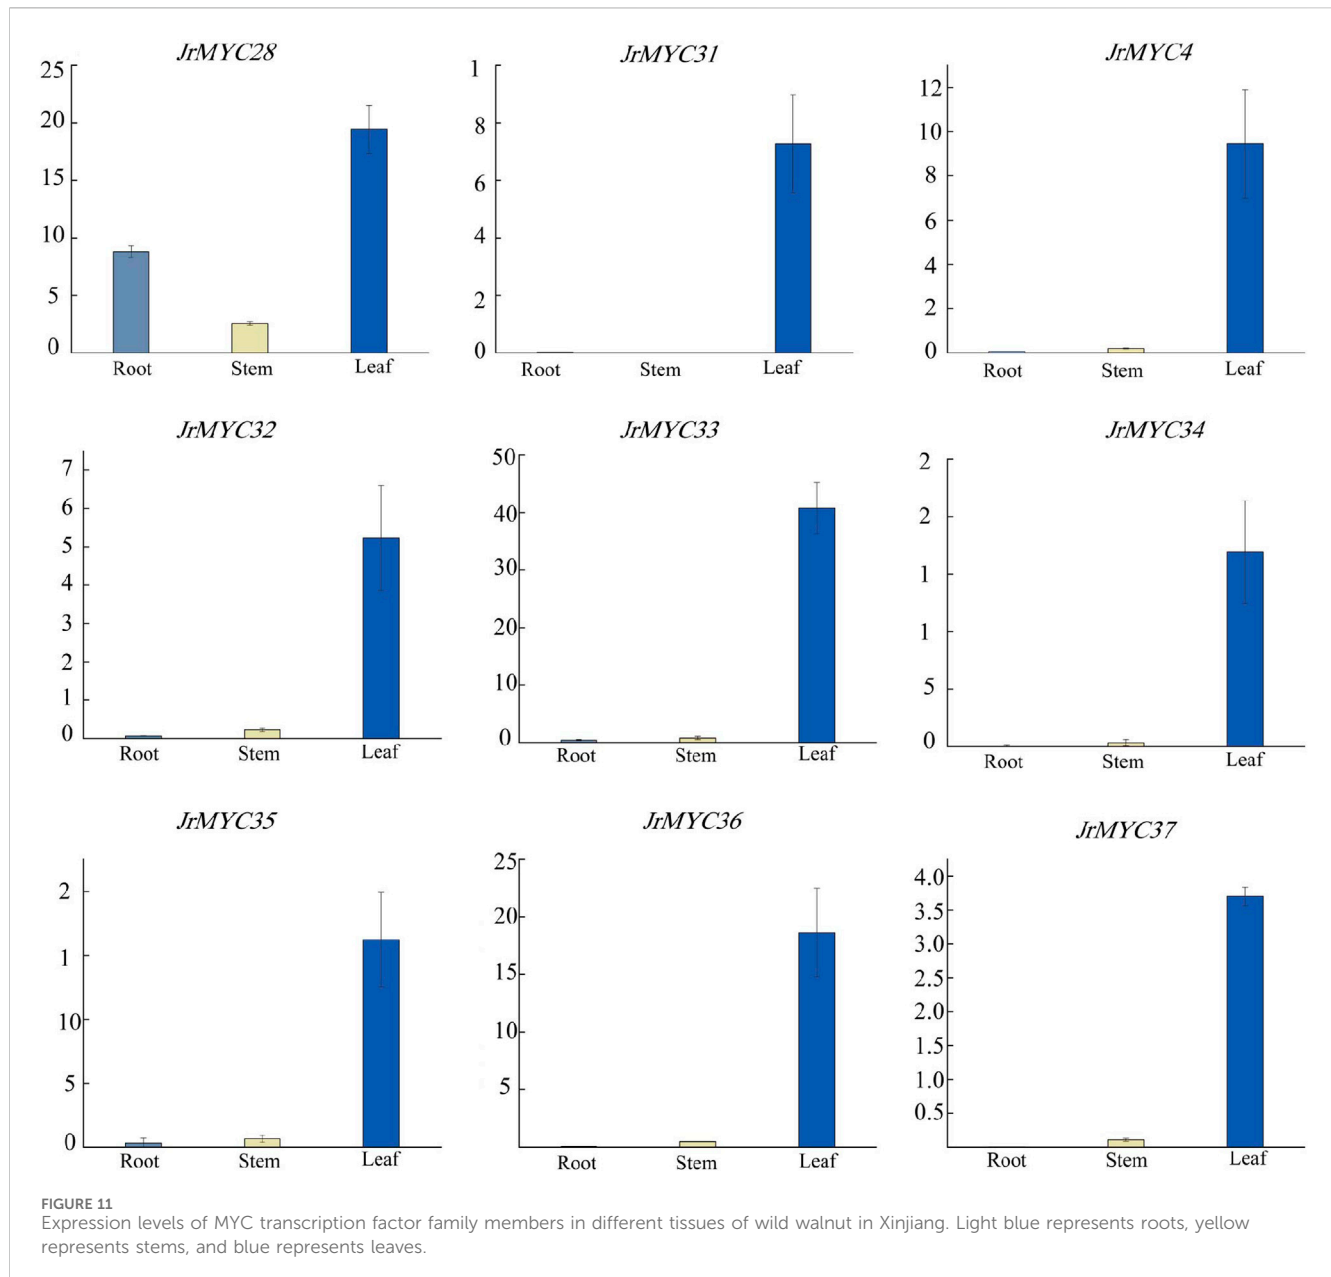 JrMYC28
25
20
15
10
5
0
Root Stem Leaf
JrMYC31
1
8
6
4
2
0
Root Stem Leaf
JrMYC4
12
10
8
6
4
2
0
Root Stem Leaf
JrMYC32
7
6
5
4
3
2
1
0
Root Stem Leaf
JrMYC33
50
40
30
20
10
0
Root Stem Leaf
JrMYC34
2
2
1
1
5
0
Root Stem Leaf
JrMYC35
2
1
10
5
0
Root Stem Leaf
JrMYC36
25
20
15
10
5
Root Stem Leaf
JrMYC37
4.0
3.5
3.0
2.5
2.0
1.5
1.0
0.5
Root Stem Leaf
FIGURE 11
Expression levels of MYC transcription factor family members in different tissues of wild walnut in Xinjiang. Light blue represents roots, yellow
represents stems, and blue represents leaves.